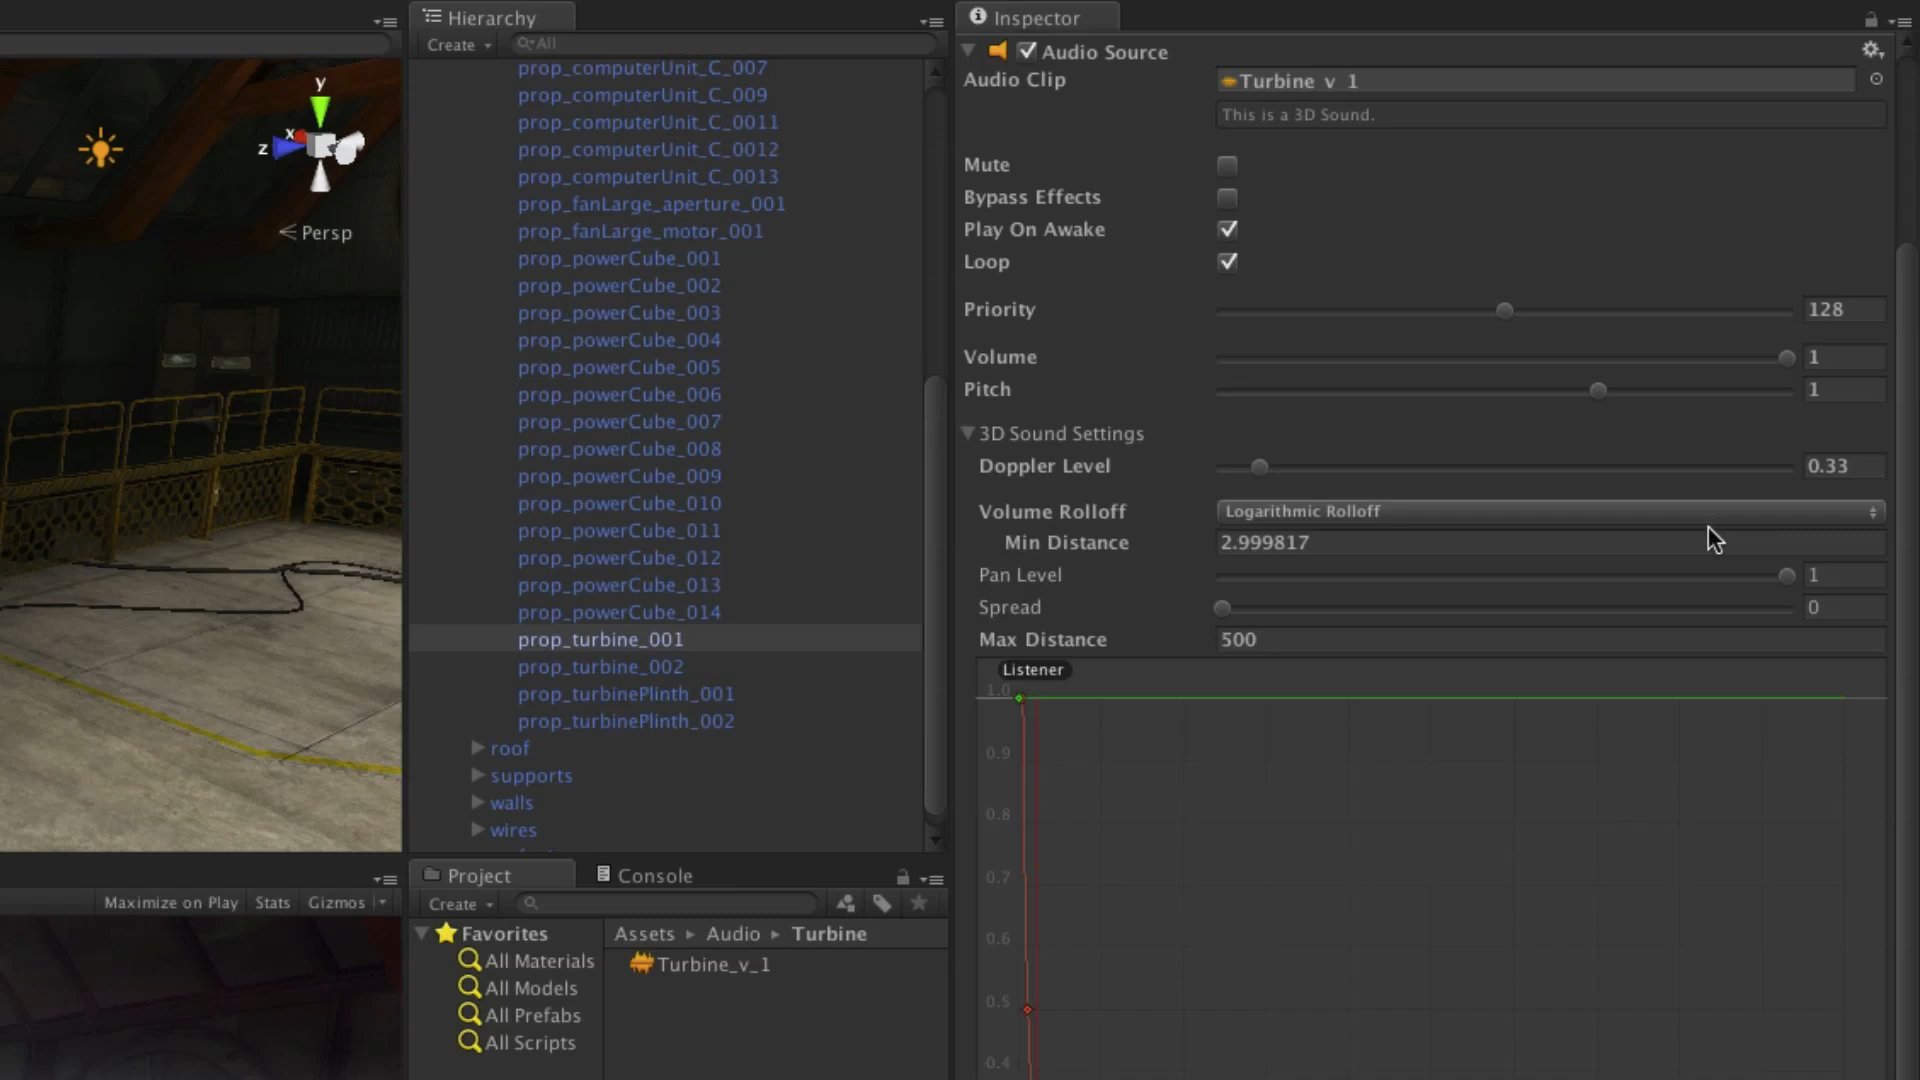 Hierarchy
Create
All
prop_computerUnit_C_007
prop_computerUnit_C_009
prop_computerUnit_C_0011
prop_computerUnit_C_0012
prop_computerUnit_C_0013
prop_fanLarge_aperture_001
prop_fanLarge_motor_001
prop_powerCube_001
prop_powerCube_002
prop_powerCube_003
prop_powerCube_004
prop_powerCube_005
prop_powerCube_006
prop_powerCube_007
prop_powerCube_008
prop_powerCube_009
prop_powerCube_010
prop_powerCube_011
prop_powerCube_012
prop_powerCube_013
prop_powerCube_014
prop_turbine_001
prop_turbine_002
prop_turbinePlinth_001
prop_turbinePlinth_002
roof
supports
walls
wires
y
x
z
Persp
Maximize on Play Stats Gizmos
Project Console
Create
Favorites
All Materials
All Models
All Prefabs
All Scripts
Assets Audio Turbine
Turbine_v_1
Inspector
Audio Source
Audio Clip Turbine v 1
This is a 3D Sound.
Mute
Bypass Effects
Play On Awake
Loop
Priority 128
Volume 1
Pitch 1
3D Sound Settings
Doppler Level 0.33
Volume Rolloff Logarithmic Rolloff
Min Distance 2.999817
Pan Level 1
Spread 0
Max Distance 500
Listener
1.0
0.9
0.8
0.7
0.6
0.5
0.4